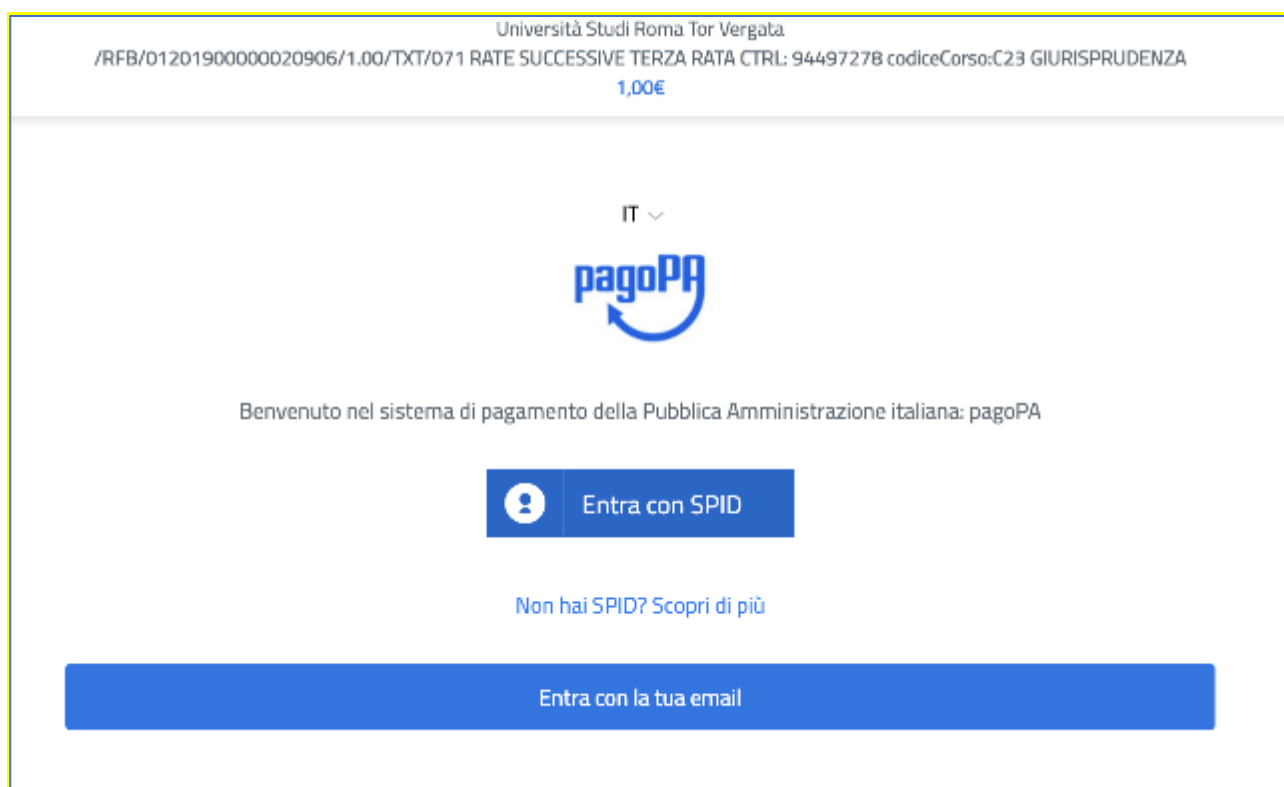 Università Studi Roma Tor Vergata
/RFB/01201900000020906/1.00/TXT/071 RATE SUCCESSIVE TERZA RATA CTRL: 94497278 codiceCorso:C23 GIURISPRUDENZA
1,00€
IT
pagoPA
Benvenuto nel sistema di pagamento della Pubblica Amministrazione italiana: pagoPA
Entra con SPID
Non hai SPID? Scopri di più
Entra con la tua email